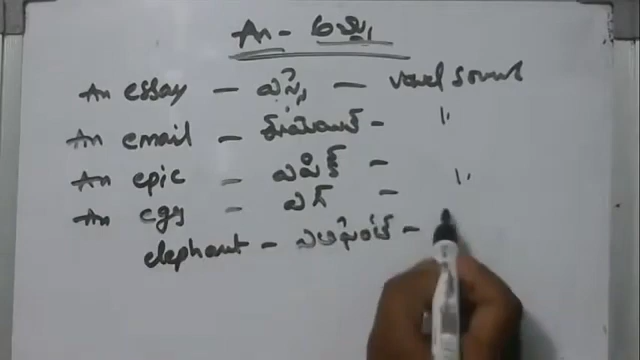 An -
An essay - ఎస్సే - vowel sound
An email - ఈమెయిల్ - "
An epic - ఎపిక్ - "
An egg - ఎగ్ -
elephant - ఎలిఫెంట్ -